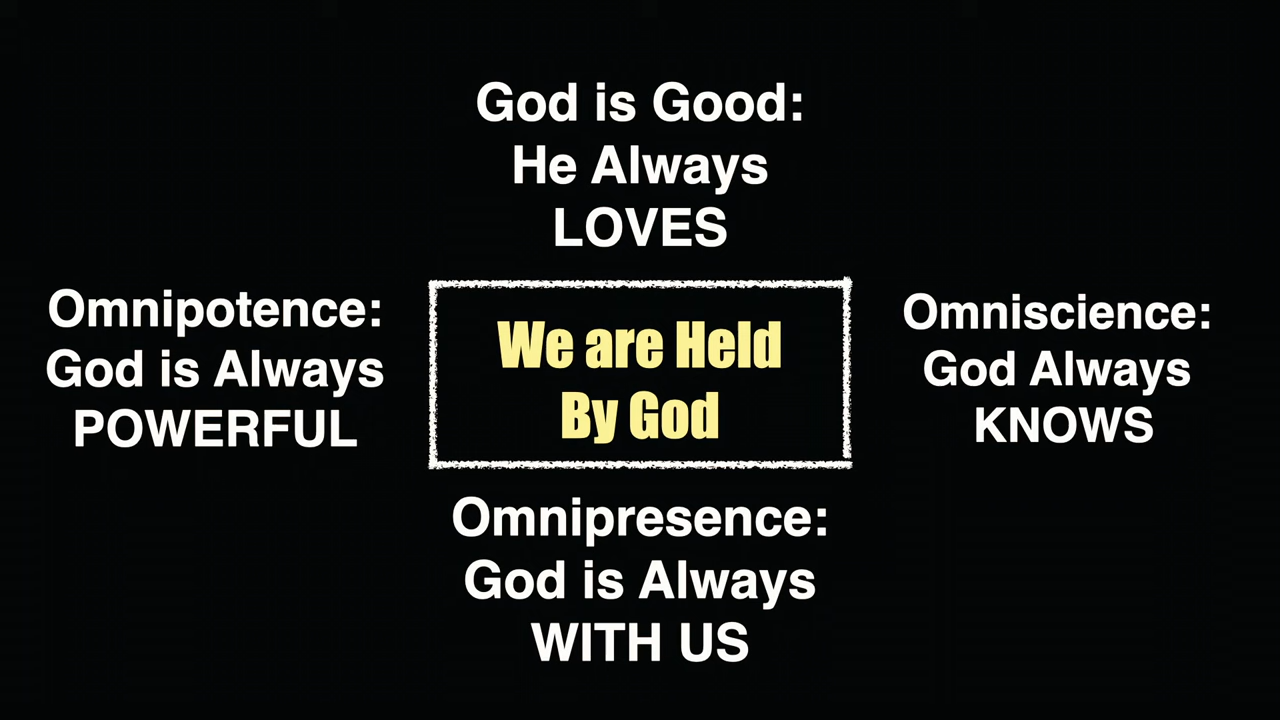 God is Good:
He Always
LOVES
Omnipotence:
God is Always
POWERFUL
We are Held
By God
Omniscience:
God Always
KNOWS
Omnipresence:
God is Always
WITH US